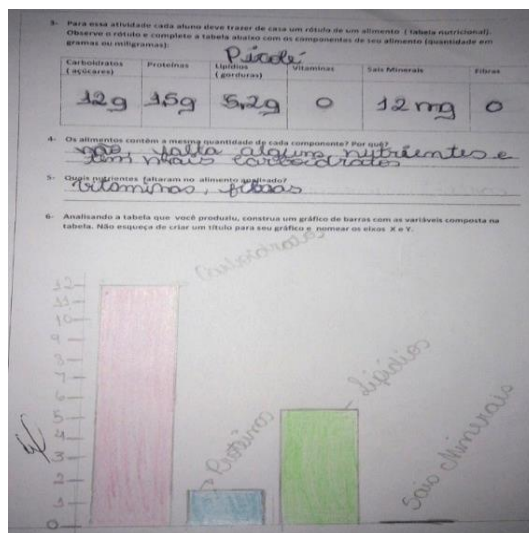 3- Para essa atividade cada aluno deve trazer de casa um rótulo de um alimento ( tabela nutricional).
Observe o rótulo e complete a tabela abaixo com os componentes de seu alimento (quantidade em
gramas ou miligramas):
Picolé
Carboidratos Proteínas Lipídios Vitaminas Sais Minerais Fibras
( açúcares) ( gorduras)
12g 1,5g 5,2g 0 12 mg 0
4- Os alimentos contêm a mesma quantidade de cada componente? Por quê?
não, falta alguns nutrientes e
tem mais carboidratos
5- Quais nutrientes faltaram no alimento analisado?
vitaminas, fibras
6- Analisando a tabela que você produziu, construa um gráfico de barras com as variáveis composta na
tabela. Não esqueça de criar um título para seu gráfico e nomear os eixos X e Y.
Carboidratos
12
11
10
9
8
7
6
5
4
3
2
1
0
Proteína
Lipídios
Sais Minerais